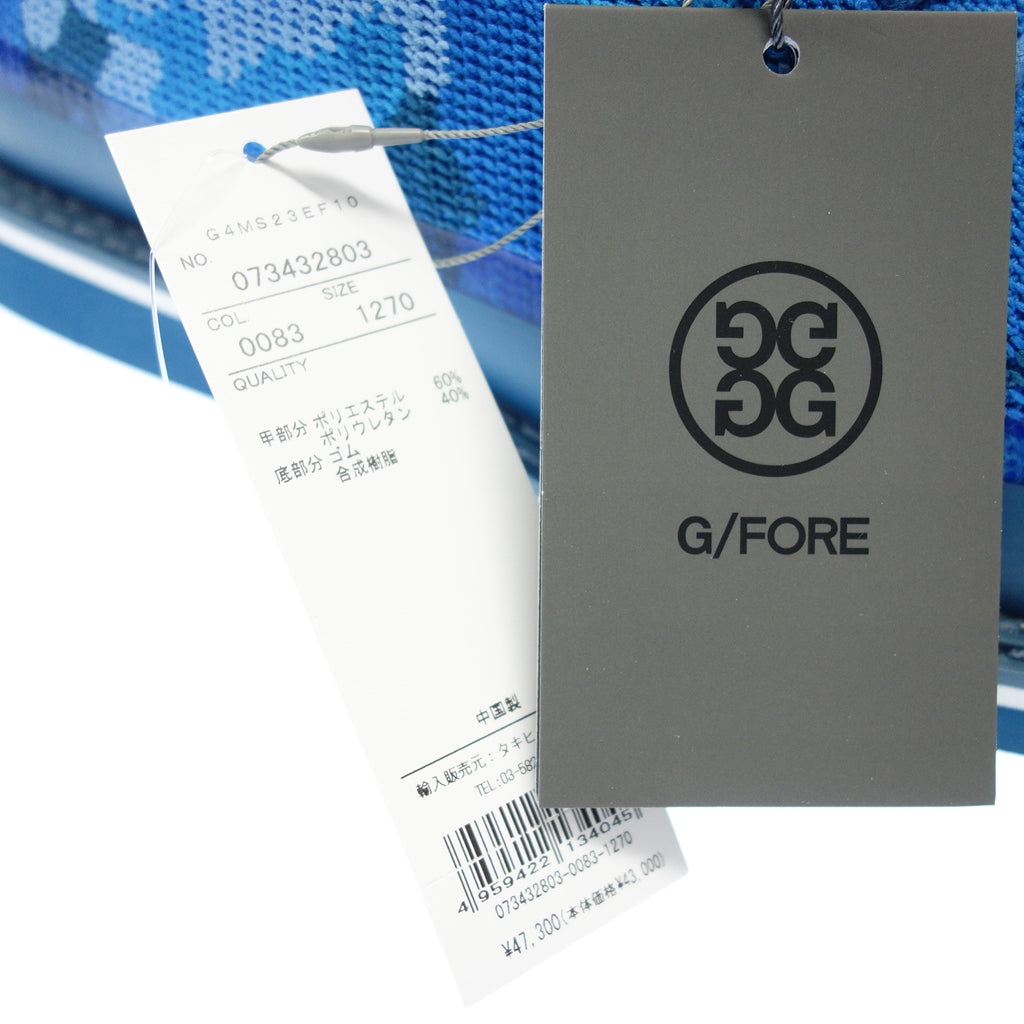 G4MS23EF10
NO. 073432803
SIZE
COL. 0083 1270
QUALITY
甲部分 ポリエステル 60%
ポリウレタン 40%
底部分 ゴム
合成樹脂
中国製
輸入販売元：タキヒ
TEL:03-582
4 959422 134045
073432803-0083-1270
¥47,300(本体価格¥43,000)
G G
G G
G/FORE